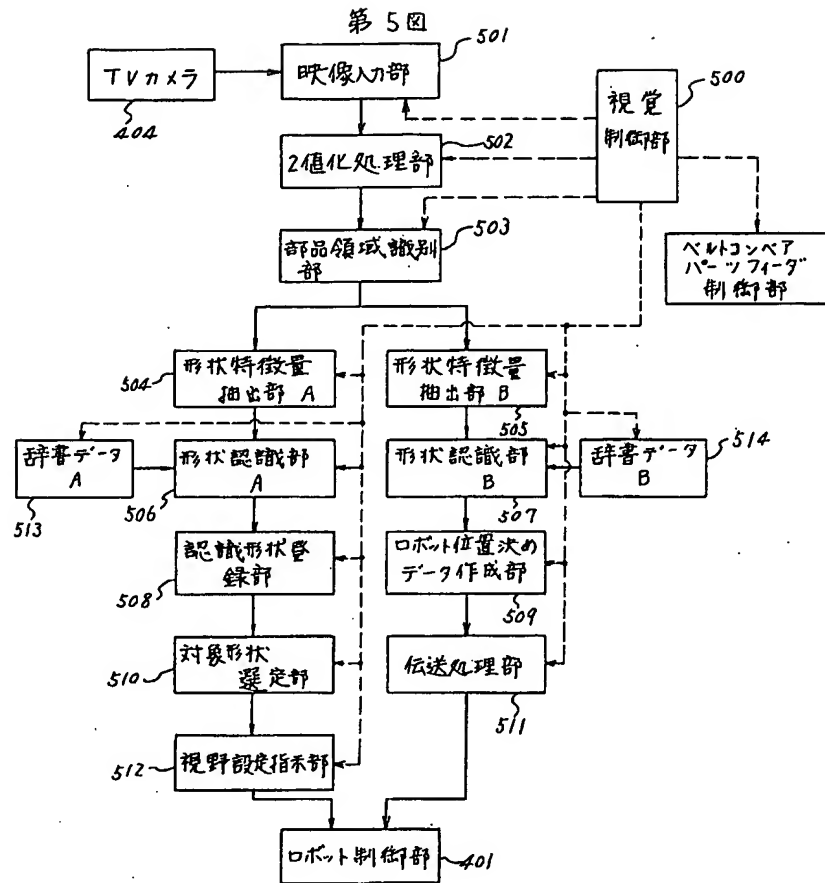 第5図
501
TVカメラ
映像入力部
404
500
視覚
制御部
502
2値化処理部
503
部品領域識別
部
ベルトコンベア
パーツフィーダ
制御部
504
形状特徴量
抽出部 A
形状特徴量
抽出部 B
505
辞書データ
A
513
形状認識部
A
506
形状認識部
B
507
辞書データ
B
514
認識形状登
録部
508
ロボット位置決め
データ作成部
509
対象形状
選定部
510
伝送処理部
511
視野設定指示部
512
ロボット制御部
401